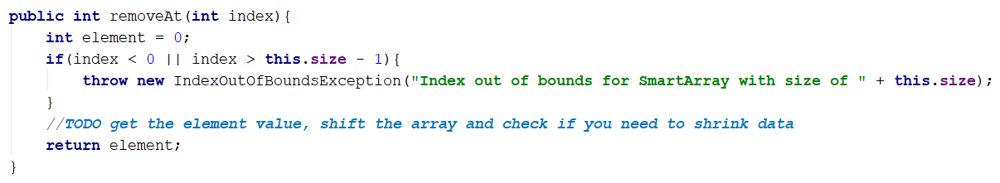 public int removeAt(int index){
    int element = 0;
    if(index < 0 || index > this.size - 1){
        throw new IndexOutOfBoundsException("Index out of bounds for SmartArray with size of " + this.size);
    }
    //TODO get the element value, shift the array and check if you need to shrink data
    return element;
}